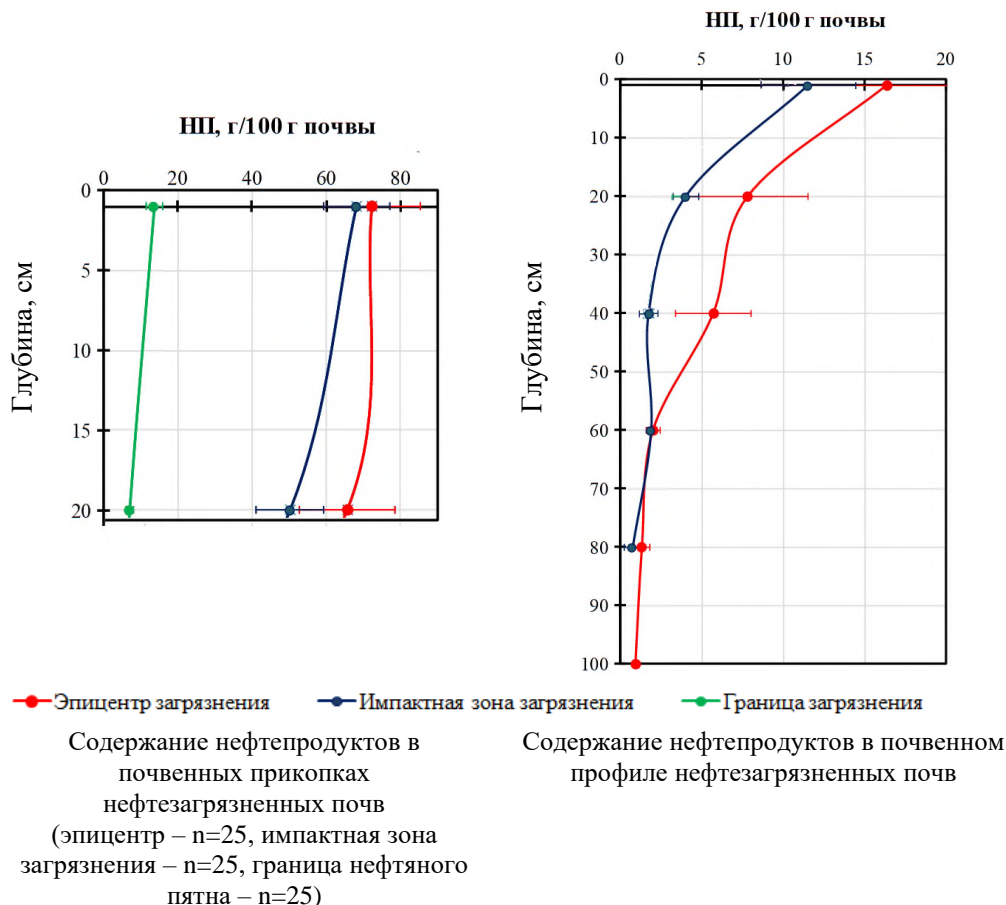 НП, г/100 г почвы
0 20 40 60 80
0
5
10
15
20
Глубина, см
НП, г/100 г почвы
0 5 10 15 20
0
10
20
30
40
50
60
70
80
90
100
Глубина, см
Эпицентр загрязнения Импактная зона загрязнения Граница загрязнения
Содержание нефтепродуктов в
почвенных прикопках
нефтезагрязненных почв
(эпицентр – n=25, импактная зона
загрязнения – n=25, граница нефтяного
пятна – n=25)
Содержание нефтепродуктов в почвенном
профиле нефтезагрязненных почв